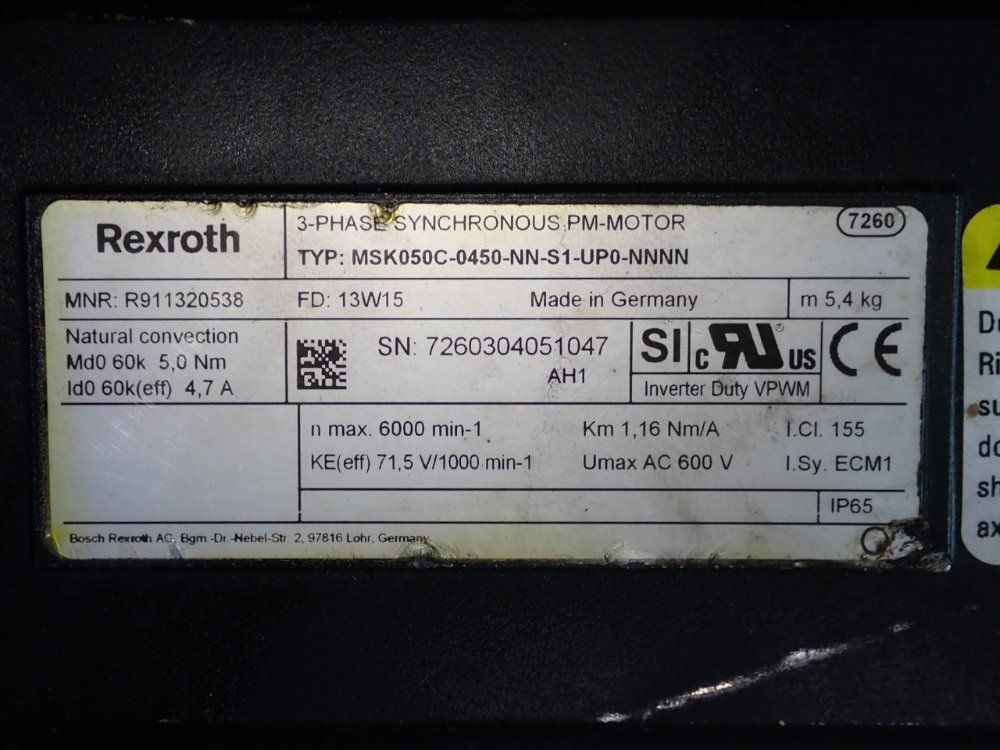 Rexroth
3-PHASE SYNCHRONOUS PM-MOTOR
7260
TYP: MSK050C-0450-NN-S1-UP0-NNNN
MNR: R911320538
FD: 13W15
Made in Germany
m 5,4 kg
Natural convection
Md0 60k 5,0 Nm
Id0 60k(eff) 4,7 A
SN: 7260304051047
AH1
SI
c RU ® US
Inverter Duty VPWM
CE
n max. 6000 min-1
Km 1,16 Nm/A
I.Cl. 155
KE(eff) 71,5 V/1000 min-1
Umax AC 600 V
I.Sy. ECM1
IP65
Bosch Rexroth AG, Bgm.-Dr.-Nebel-Str. 2, 97816 Lohr, Germany